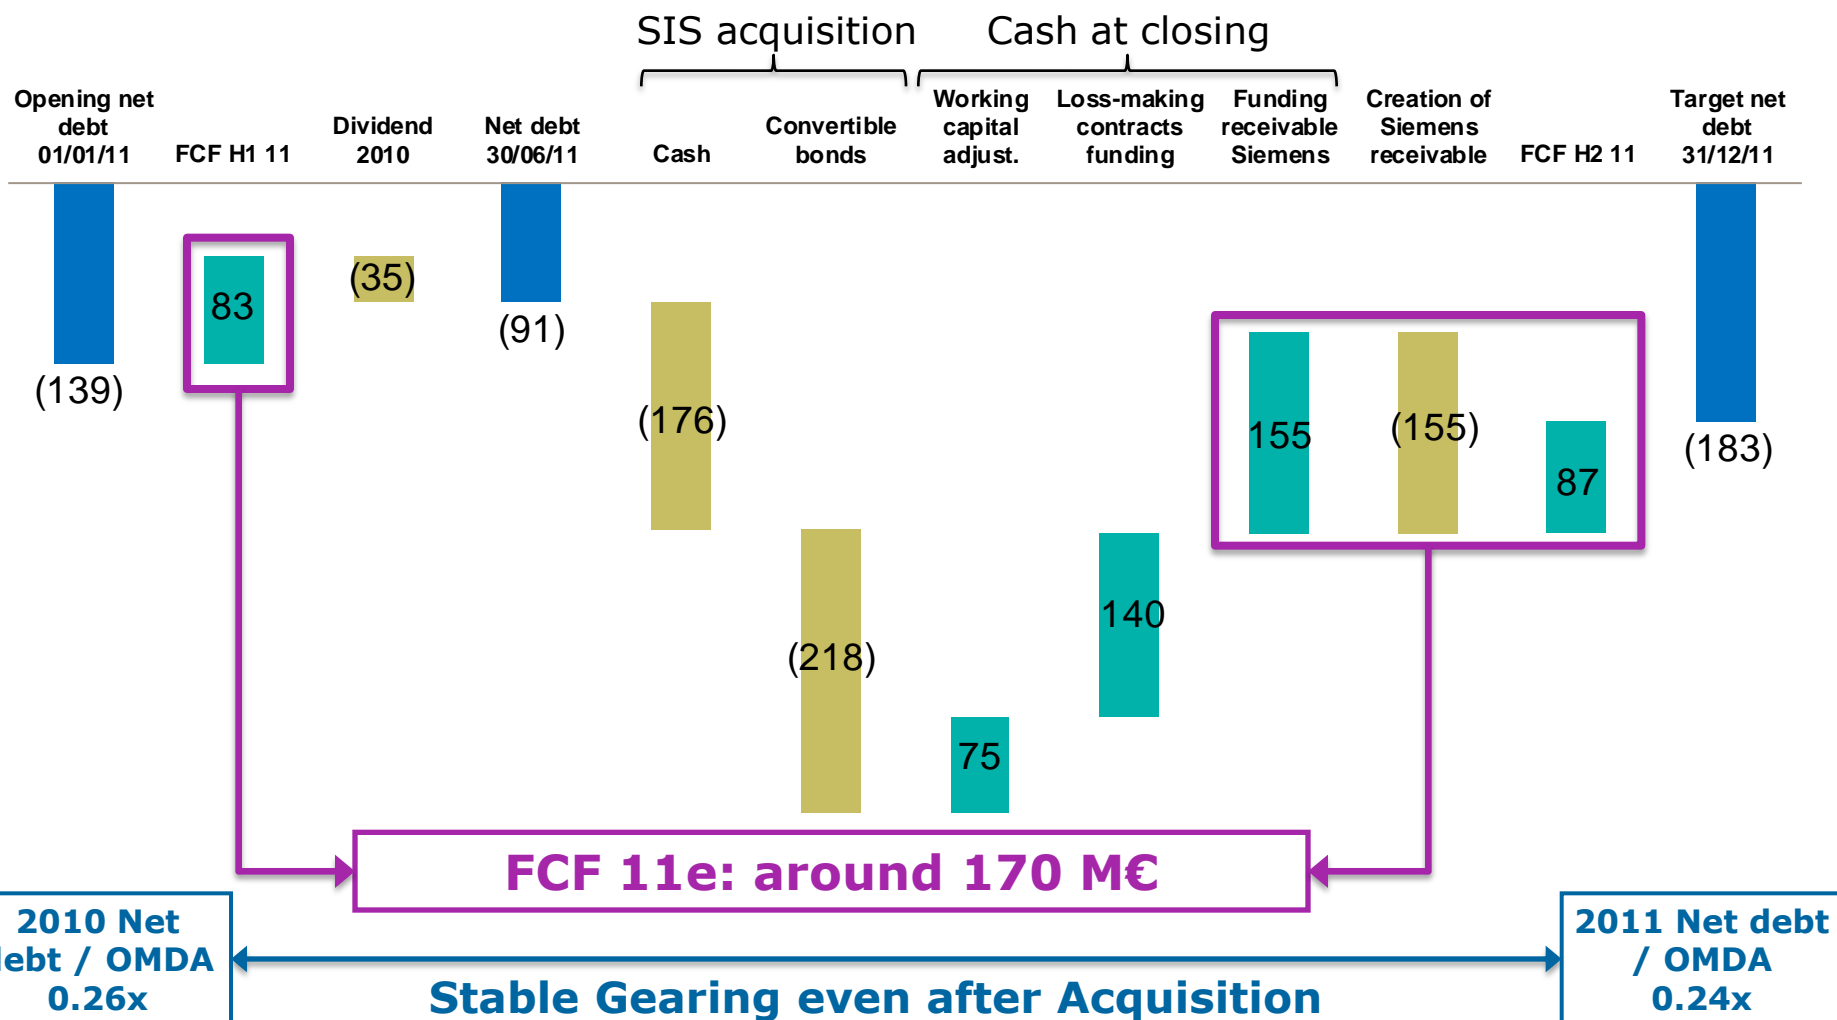 SIS acquisition
Cash at closing
Opening net
debt
01/01/11
FCF H1 11
Dividend
2010
Net debt
30/06/11
Cash
Convertible
bonds
Working
capital
adjust.
Loss-making
contracts
funding
Funding
receivable
Siemens
Creation of
Siemens
receivable
FCF H2 11
Target net
debt
31/12/11
(139)
83
(35)
(91)
(176)
(218)
75
140
155
(155)
87
(183)
FCF 11e: around 170 M€
2010 Net
debt / OMDA
0.26x
Stable Gearing even after Acquisition
2011 Net debt
/ OMDA
0.24x